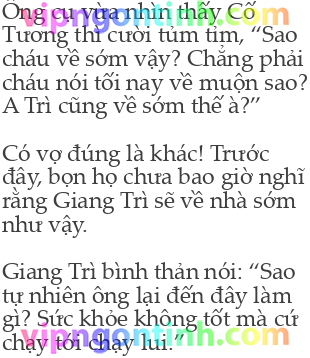 Ông cụ vừa nhìn thấy Cố
Tương thì cười tủm tỉm, “Sao
cháu về sớm vậy? Chẳng phải
cháu nói tối nay về muộn sao?
A Trì cũng về sớm thế à?”
Có vợ đúng là khác! Trước
đây, bọn họ chưa bao giờ nghĩ
rằng Giang Trì sẽ về nhà sớm
như vậy.
Giang Trì bình thản nói: “Sao
tự nhiên ông lại đến đây làm
gì? Sức khỏe không tốt mà cứ
chạy tới chạy lui.”
vipngontinh.com
vipngontinh.com